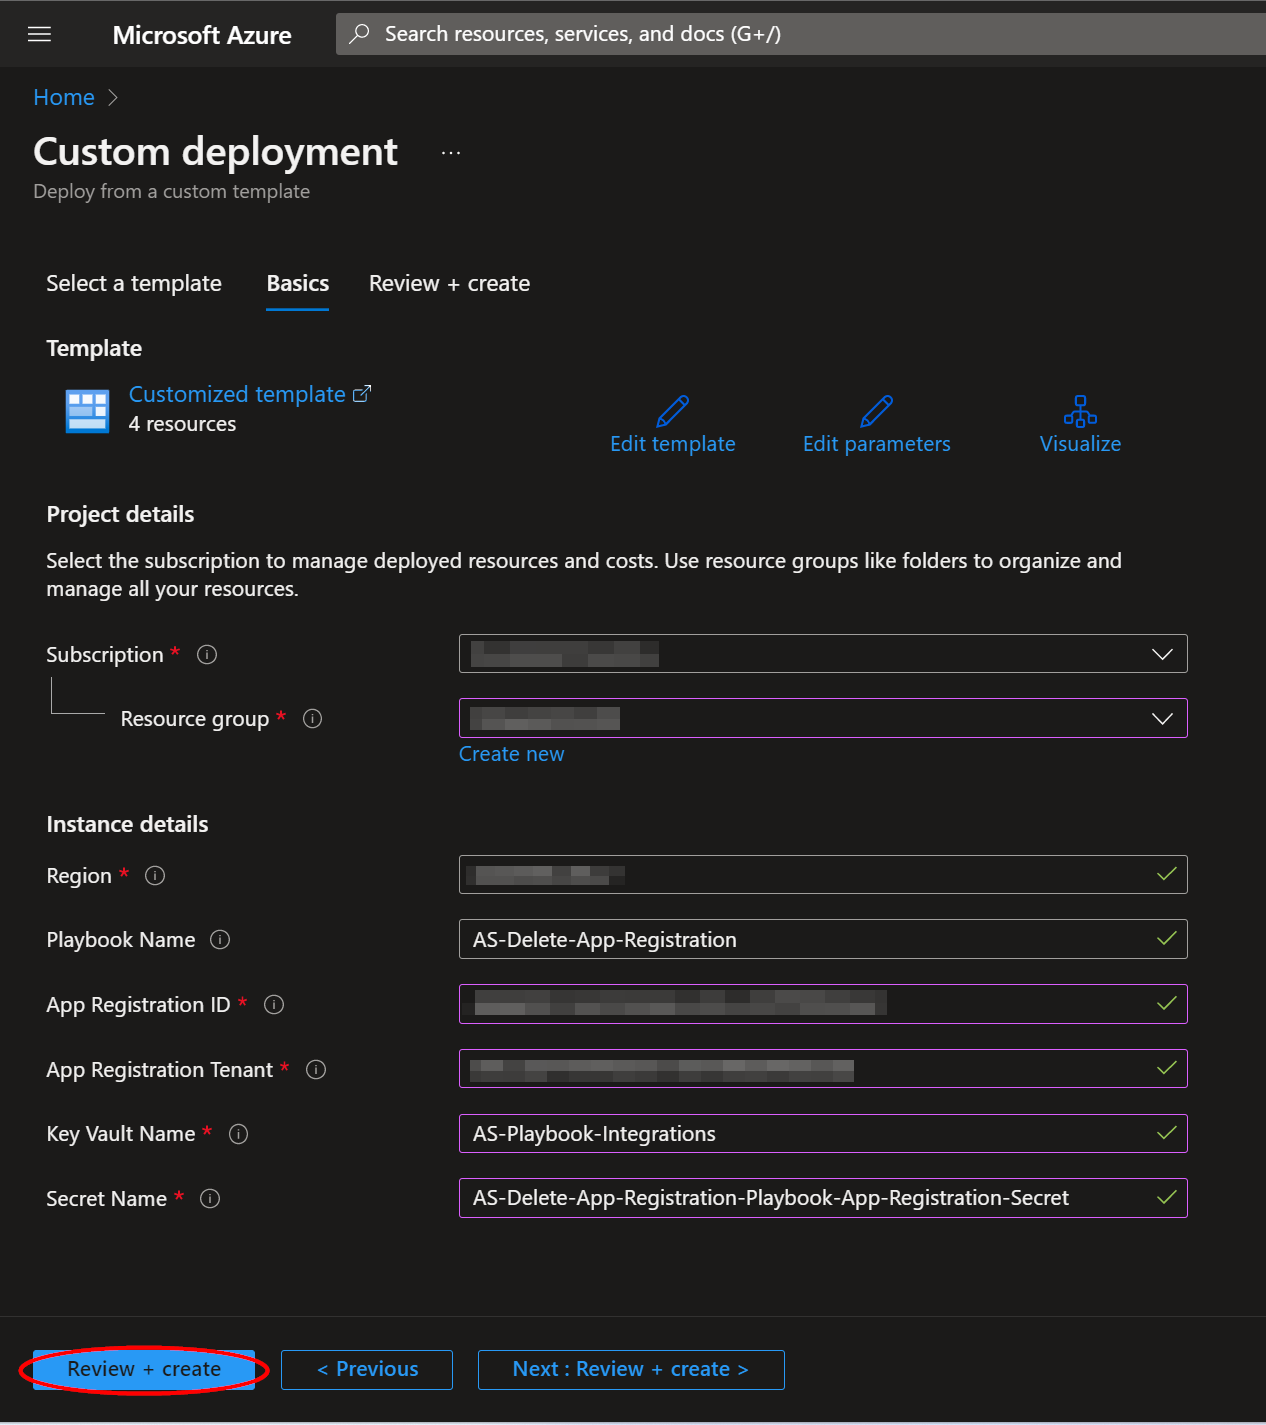 Microsoft Azure
Search resources, services, and docs (G+/)
Home
Custom deployment ...
Deploy from a custom template
Select a template Basics Review + create
Template
Customized template
4 resources
Edit template Edit parameters Visualize
Project details
Select the subscription to manage deployed resources and costs. Use resource groups like folders to organize and
manage all your resources.
Subscription *
Resource group *
Create new
Instance details
Region *
Playbook Name AS-Delete-App-Registration
App Registration ID *
App Registration Tenant *
Key Vault Name * AS-Playbook-Integrations
Secret Name * AS-Delete-App-Registration-Playbook-App-Registration-Secret
Review + create < Previous Next : Review + create >